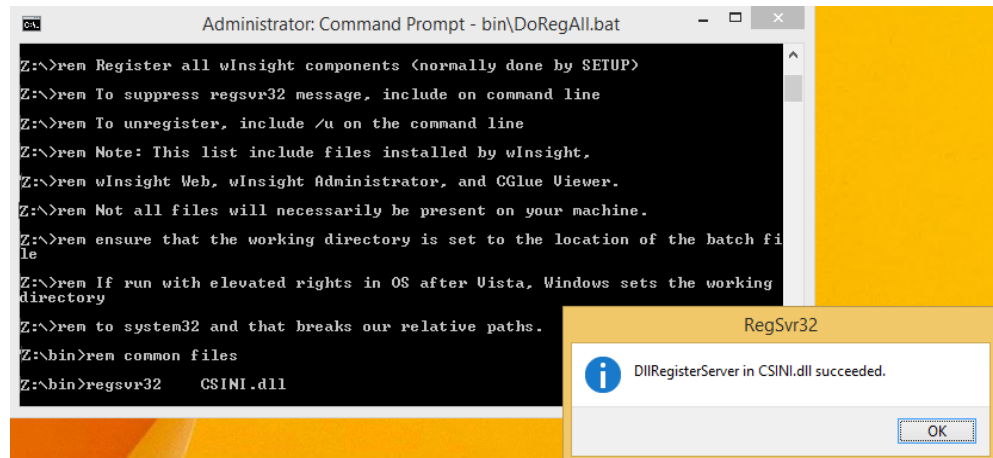 Administrator: Command Prompt - bin\DoRegAll.bat
Z:\>rem Register all wInsight components (normally done by SETUP)
Z:\>rem To suppress regsvr32 message, include on command line
Z:\>rem To unregister, include /u on the command line
Z:\>rem Note: This list include files installed by wInsight,
Z:\>rem wInsight Web, wInsight Administrator, and CGlue Viewer.
Z:\>rem Not all files will necessarily be present on your machine.
Z:\>rem ensure that the working directory is set to the location of the batch fi
le
Z:\>rem If run with elevated rights in OS after Vista, Windows sets the working
directory
Z:\>rem to system32 and that breaks our relative paths.
Z:\bin>rem common files
Z:\bin>regsvr32    CSINI.dll
RegSvr32
DllRegisterServer in CSINI.dll succeeded.
OK